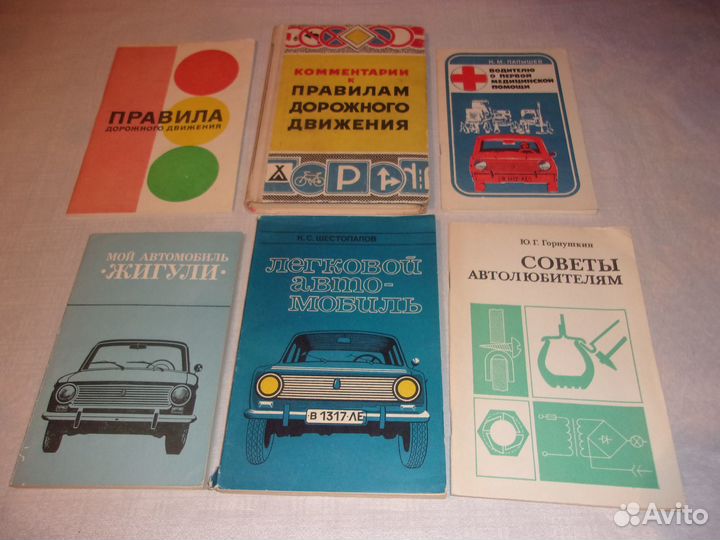 ПРАВИЛА
ДОРОЖНОГО ДВИЖЕНИЯ
КОММЕНТАРИИ
К
ПРАВИЛАМ
ДОРОЖНОГО
ДВИЖЕНИЯ
P
Н. М. ЛАПЫШЕВ
ВОДИТЕЛЮ
О ПЕРВОЙ
МЕДИЦИНСКОЙ
ПОМОЩИ
МОЙ АВТОМОБИЛЬ
·ЖИГУЛИ·
К. С. ШЕСТОПАЛОВ
ЛЕГКОВОЙ
АВТО-
МОБИЛЬ
·В 1317·ЛЕ·
Ю. Г. Горнушкин
СОВЕТЫ
АВТОЛЮБИТЕЛЯМ
Avito